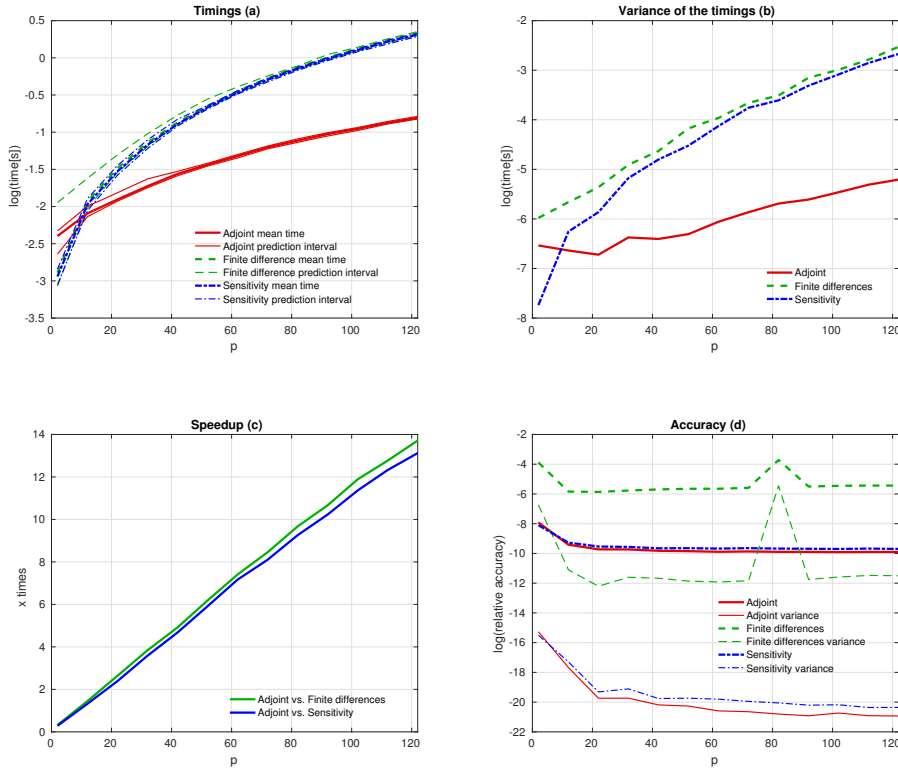 Timings (a)
log(time[s])
0.5
0
-0.5
-1
-1.5
-2
-2.5
-3
-3.5
Adjoint mean time
Adjoint prediction interval
Finite difference mean time
Finite difference prediction interval
Sensitivity mean time
Sensitivity prediction interval
0 20 40 60 80 100 120
p
Variance of the timings (b)
log(time[s])
-2
-3
-4
-5
-6
-7
-8
Adjoint
Finite differences
Sensitivity
0 20 40 60 80 100 120
p
Speedup (c)
x times
14
12
10
8
6
4
2
0
Adjoint vs. Finite differences
Adjoint vs. Sensitivity
0 20 40 60 80 100 120
p
Accuracy (d)
log(relative accuracy)
-2
-4
-6
-8
-10
-12
-14
-16
-18
-20
-22
Adjoint
Adjoint variance
Finite differences
Finite differences variance
Sensitivity
Sensitivity variance
0 20 40 60 80 100 120
p